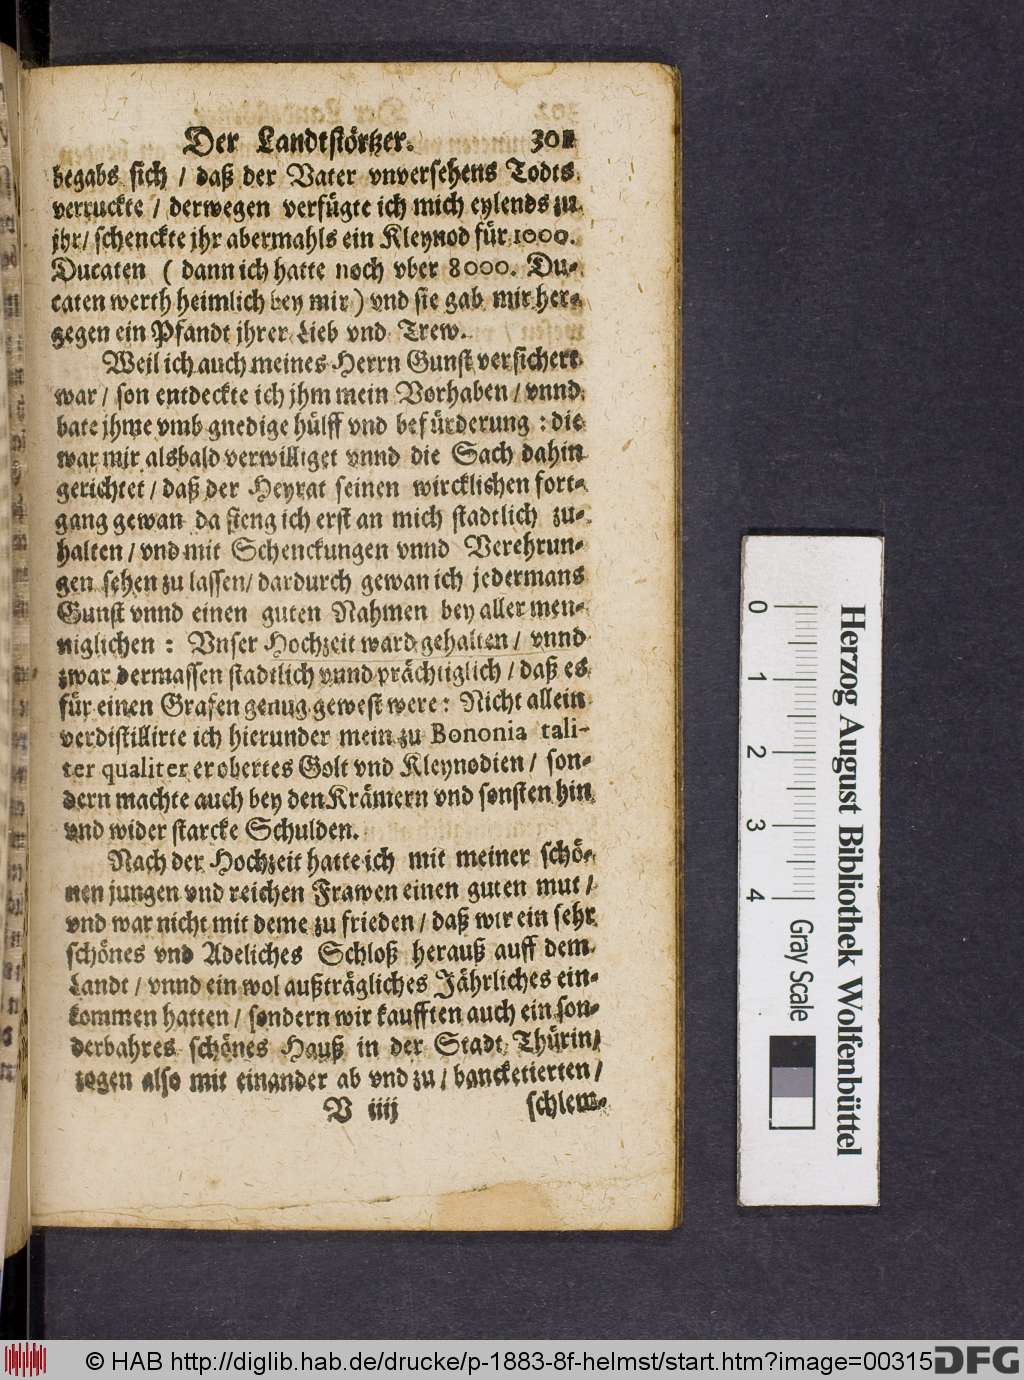 Der Landtstörtzer. 301
begabs sich / daß der Vater vnversehens Todts
verruckte / derwegen verfügte ich mich eylends zu
jhr / schenckte jhr abermahls ein Kleynod für 1000.
Ducaten ( dann ich hatte noch vber 8000. Du-
caten werth heimlich bey mir ) vnd sie gab mir her-
gegen ein Pfandt jhrer Lieb vnd Trew.
Weil ich auch meines Herrn Gunst versichert
war / son entdeckte ich jhm mein Vorhaben / vnnd
bate jhme vmb gnedige hülff vnd befürderung : die
war mir alsbald verwilliget vnnd die Sach dahin
gerichtet / daß der Heyrat seinen wircklichen fort-
gang gewan da fieng ich erst an mich stadtlich zu-
halten / vnd mit Schenckungen vnnd Verehrun-
gen sehen zu lassen / dardurch gewan ich jedermans
Gunst vnnd einen guten Nahmen bey aller men-
niglichen : Vnser Hochzeit ward gehalten / vnnd
zwar dermassen stadtlich vnnd prächtiglich / daß es
für einen Grafen genug gewest were : Nicht allein
verdistillirte ich hierunder mein zu Bononia tali-
ter qualiter erobertes Golt vnd Kleynodien / son-
dern machte auch bey den Krämern vnd sonsten hin
vnd wider starcke Schulden.
Nach der Hochzeit hatte ich mit meiner schö-
nen jungen vnd reichen Frawen einen guten mut /
vnd war nicht mit deme zu frieden / daß wir ein sehr
schönes vnd Adeliches Schloß herauß auff dem
Landt / vnnd ein wol außträgliches Jährliches ein-
kommen hatten / sondern wir kaufften auch ein son-
derbahres schönes Hauß in der Stadt Thürin /
zogen also mit einander ab vnd zu / bancketierten /
V iiij schlem-
0 1 2 3 4
Gray Scale
Herzog August Bibliothek Wolfenbüttel
© HAB http://diglib.hab.de/drucke/p-1883-8f-helmst/start.htm?image=00315
DFG